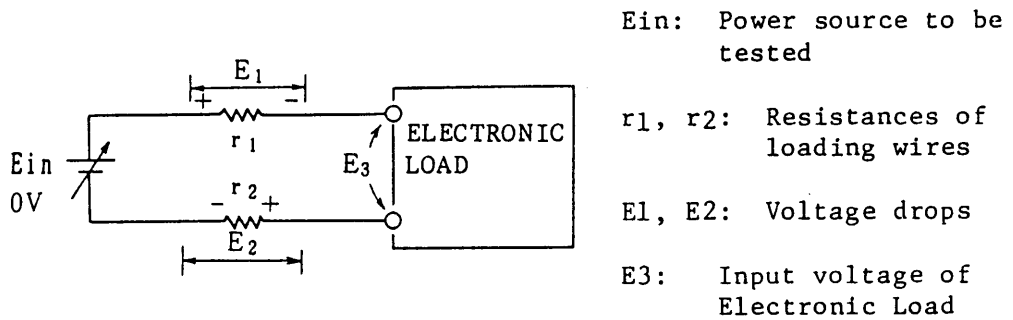 E1
+ -
r1
Ein
0V
E3
ELECTRONIC
LOAD
r2
- +
E2
Ein: Power source to be
tested
r1, r2: Resistances of
loading wires
E1, E2: Voltage drops
E3: Input voltage of
Electronic Load